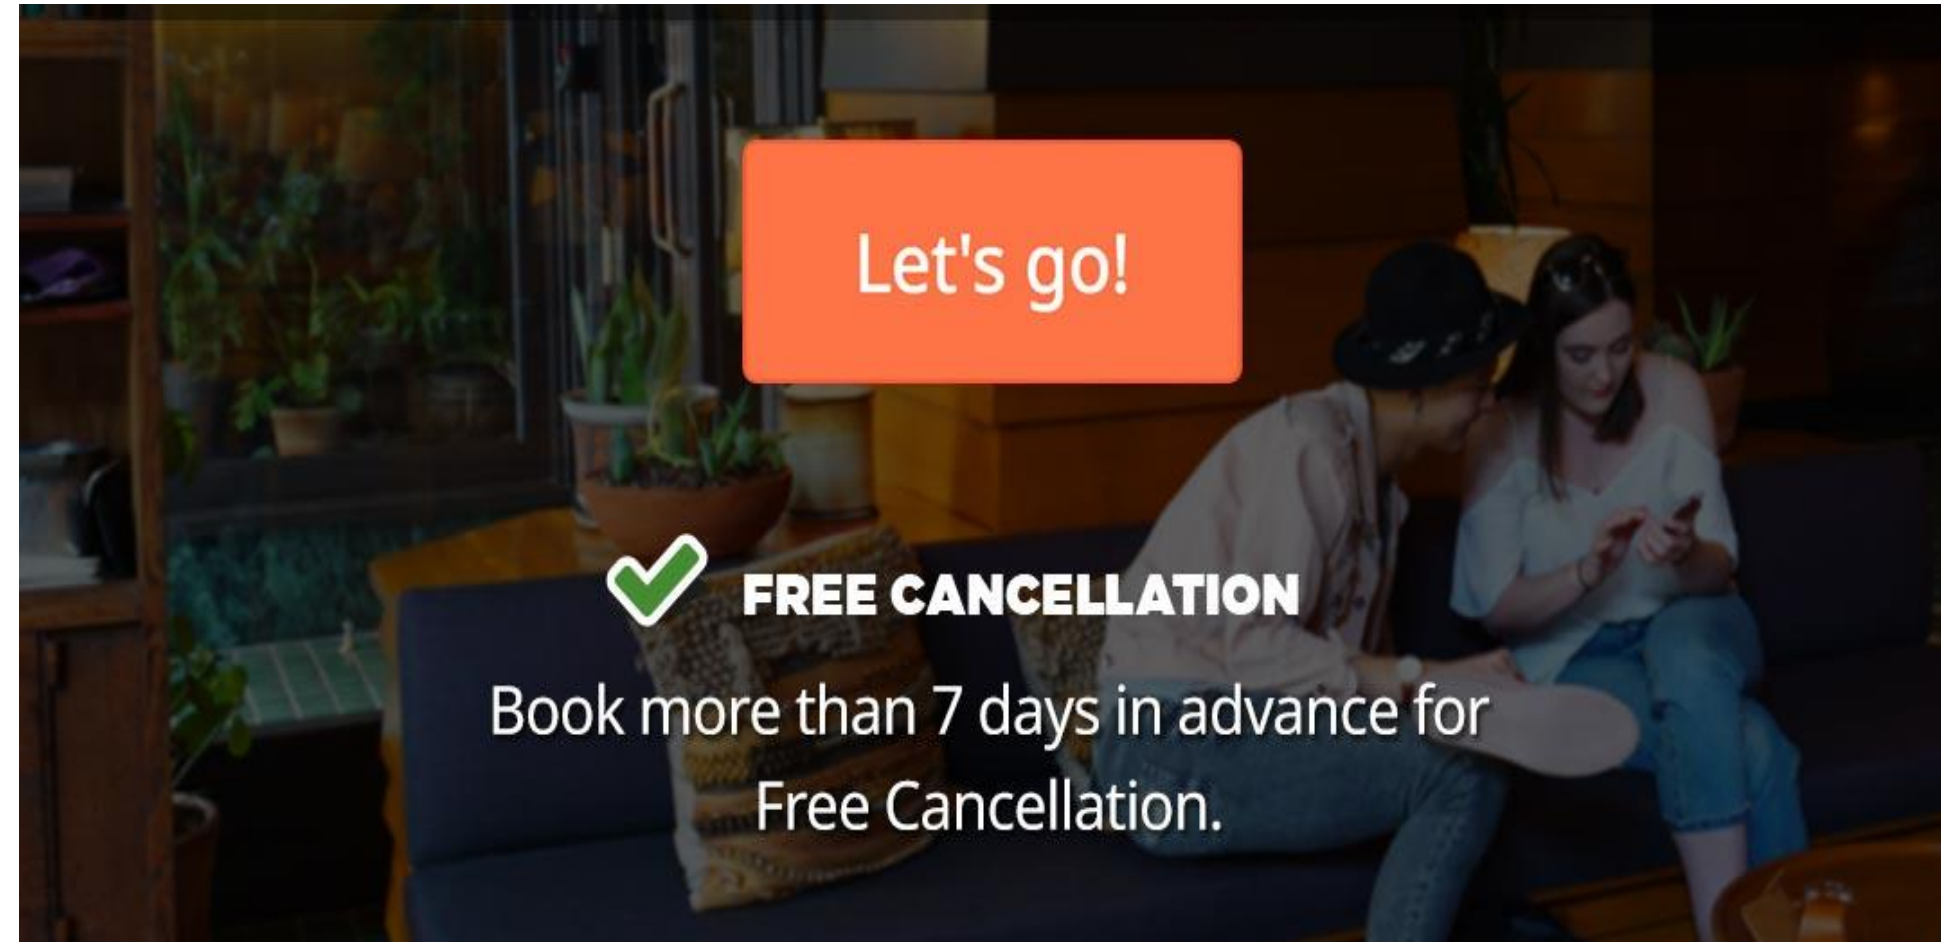 Let's go!
FREE CANCELLATION
Book more than 7 days in advance for
Free Cancellation.